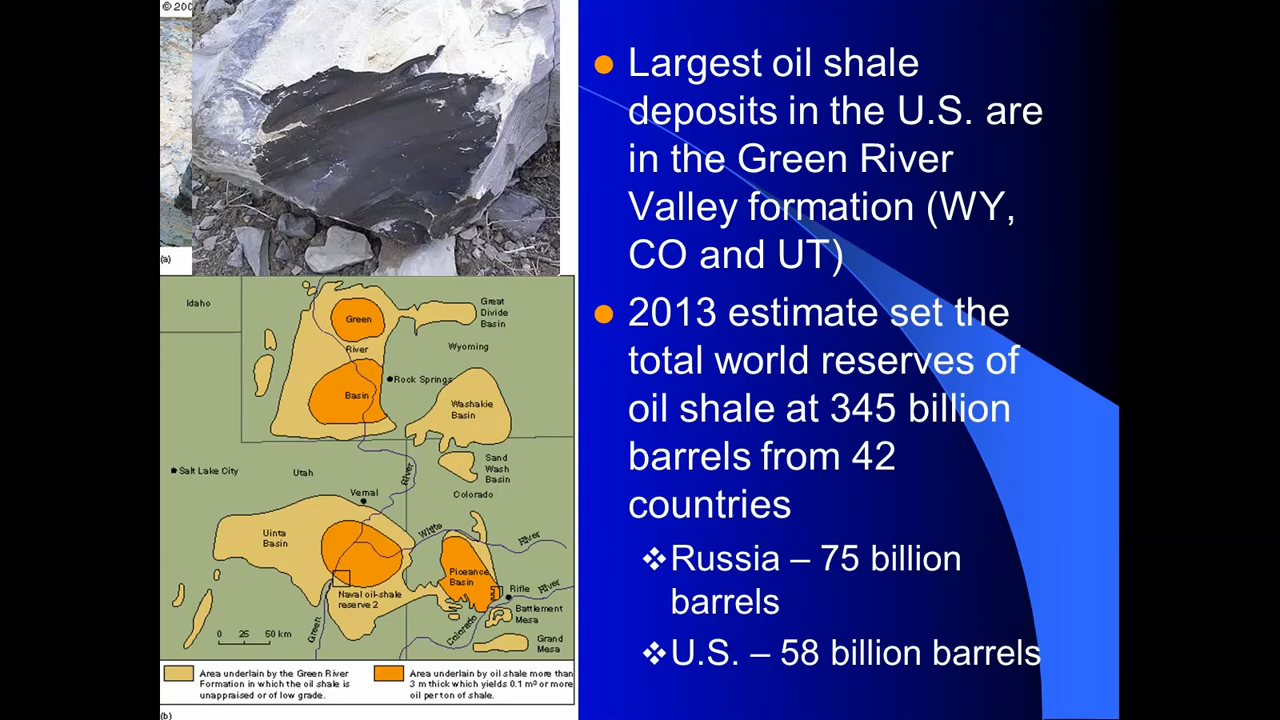 © 200
(a)
Idaho
Great
Divide
Basin
Green
River
Wyoming
Rock Springs
Basin
Washakie
Basin
Salt Lake City
Utah
River
Sand
Wash
Basin
Vernal
Colorado
Uinta
Basin
White
River
Piceance
Basin
Naval oil-shale
reserve 2
Rifle
River
Battlement
Mesa
0 25 50 km
Green
Colorado
Grand
Mesa
Area underlain by the Green River
Formation in which the oil shale is
unappraised or of low grade.
Area underlain by oil shale more than
3 m thick which yields 0.1 m³ or more
oil per ton of shale.
(b)
Largest oil shale
deposits in the U.S. are
in the Green River
Valley formation (WY,
CO and UT)
2013 estimate set the
total world reserves of
oil shale at 345 billion
barrels from 42
countries
Russia – 75 billion
barrels
U.S. – 58 billion barrels